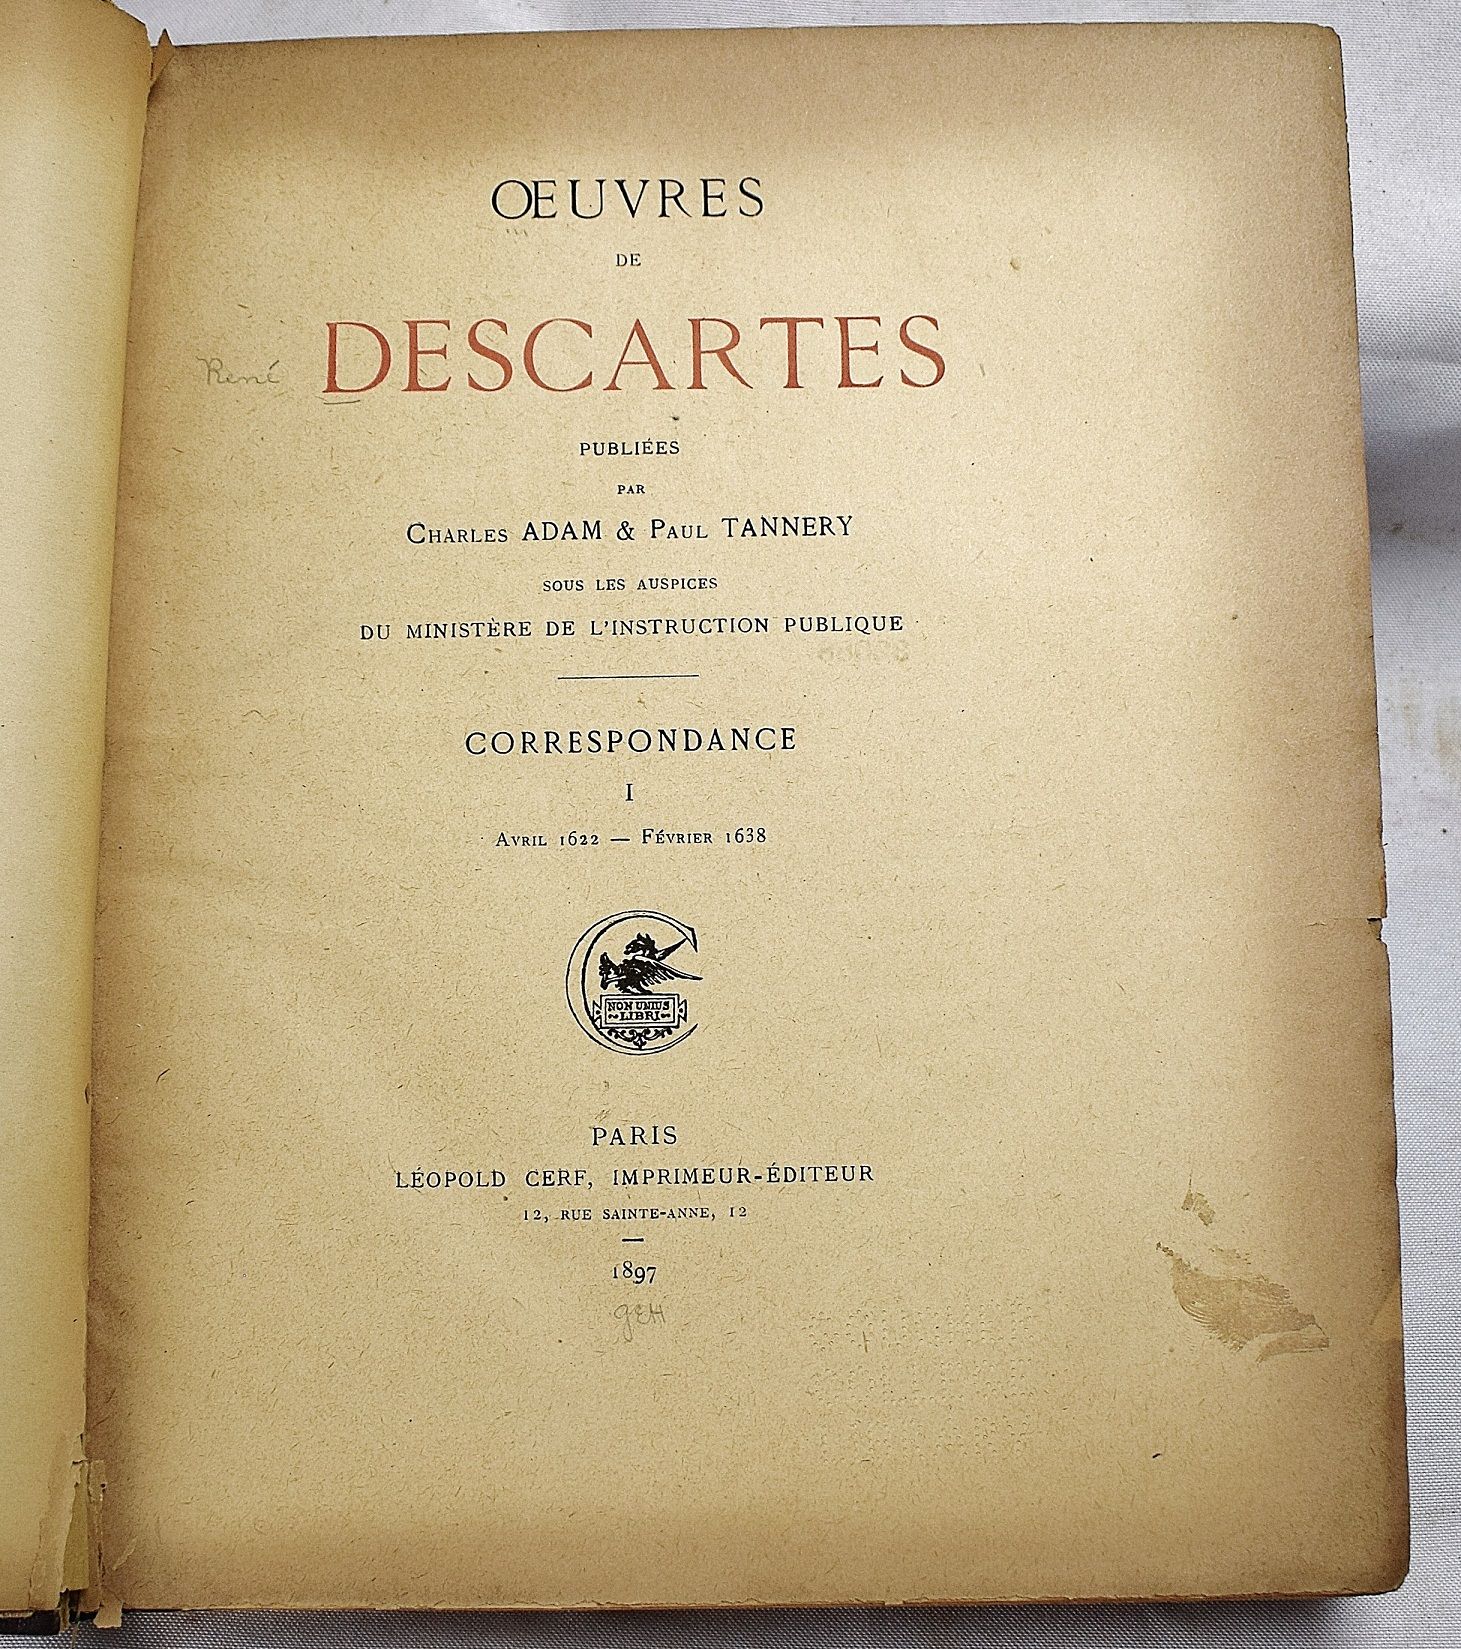 ŒUVRES
DE
René DESCARTES
PUBLIÉES
PAR
CHARLES ADAM & PAUL TANNERY
SOUS LES AUSPICES
DU MINISTÈRE DE L'INSTRUCTION PUBLIQUE
CORRESPONDANCE
I
AVRIL 1622 — FÉVRIER 1638
NON UNIUS
LIBRI
PARIS
LÉOPOLD CERF, IMPRIMEUR-ÉDITEUR
12, RUE SAINTE-ANNE, 12
1897